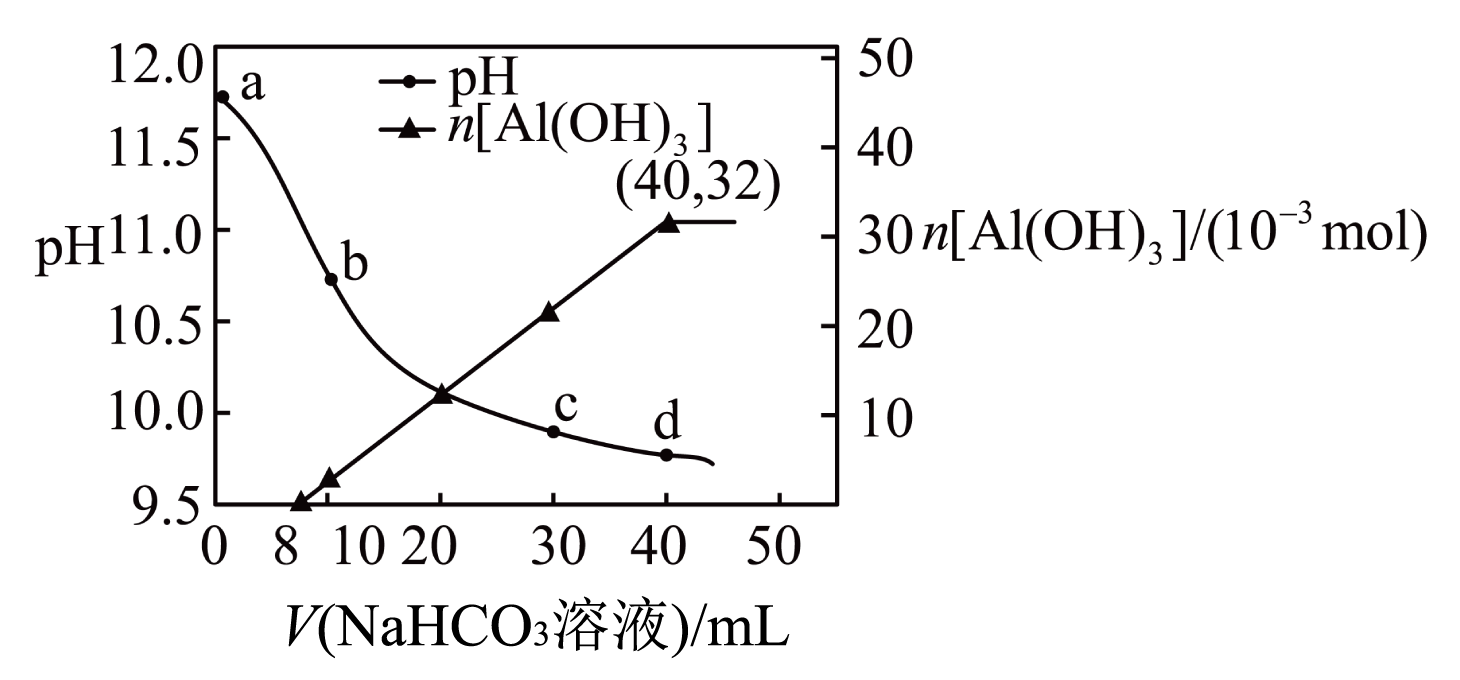 12.0
11.5
pH 11.0
10.5
10.0
9.5
a
b
c
d
pH
n[Al(OH)₃]
(40,32)
50
40
30 n[Al(OH)₃]/(10⁻³ mol)
20
10
0 8 10 20 30 40 50
V(NaHCO₃溶液)/mL